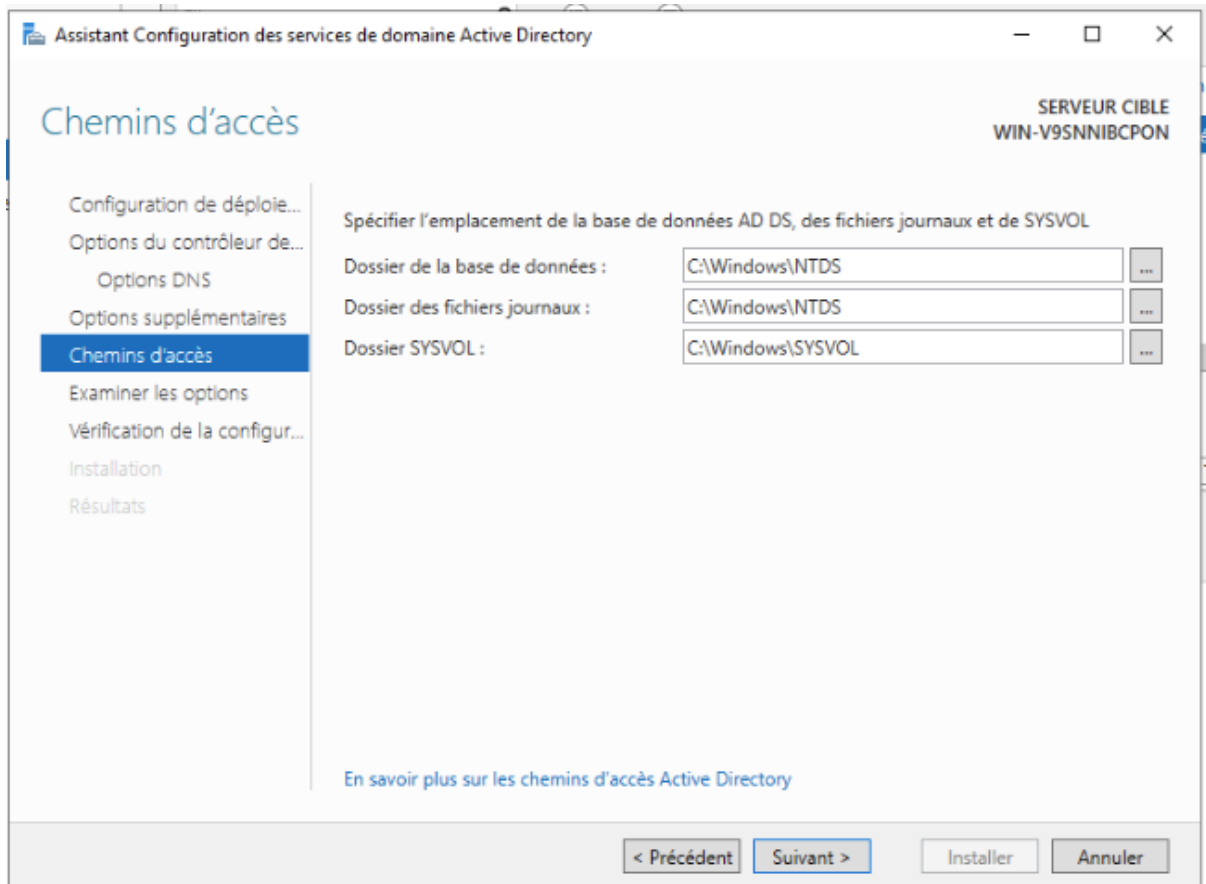 Assistant Configuration des services de domaine Active Directory
Chemins d'accès
SERVEUR CIBLE
WIN-V9SNNIBCPON
Configuration de déploie...
Options du contrôleur de...
Options DNS
Options supplémentaires
Chemins d'accès
Examiner les options
Vérification de la configur...
Installation
Résultats
Spécifier l'emplacement de la base de données AD DS, des fichiers journaux et de SYSVOL
Dossier de la base de données : C:\Windows\NTDS ...
Dossier des fichiers journaux : C:\Windows\NTDS ...
Dossier SYSVOL : C:\Windows\SYSVOL ...
En savoir plus sur les chemins d'accès Active Directory
< Précédent Suivant > Installer Annuler